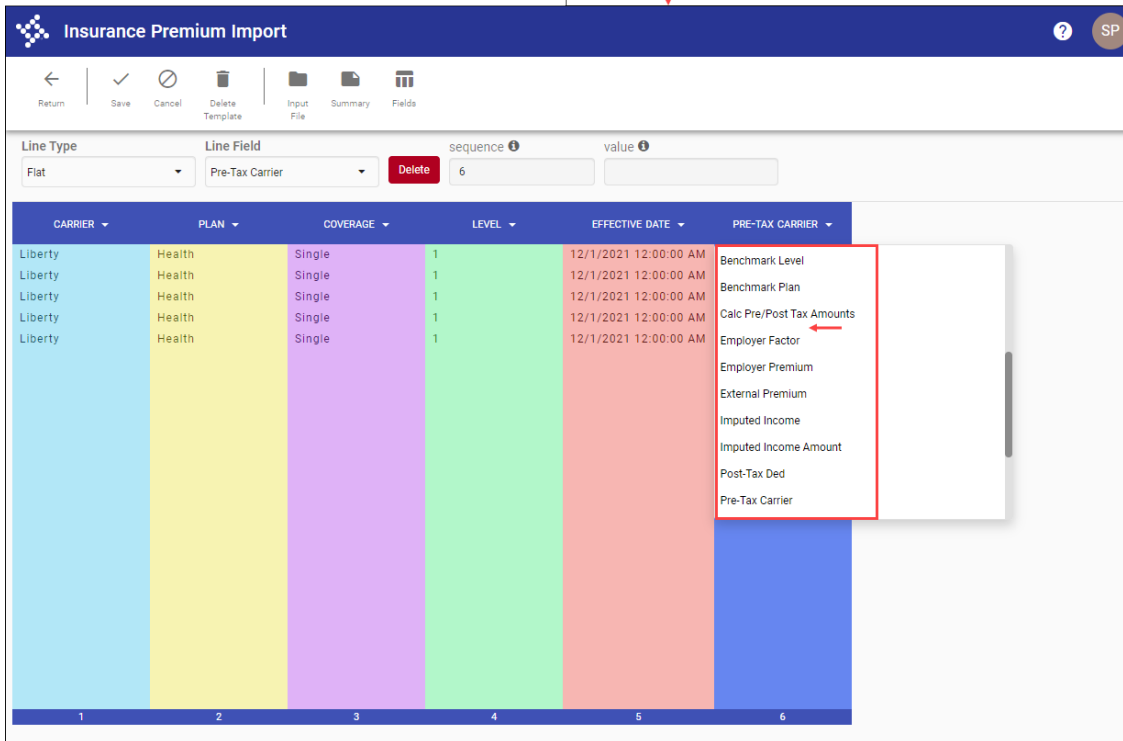 Insurance Premium Import
? SP
Return Save Cancel Delete Template Input File Summary Fields
Line Type Line Field sequence value
Flat Pre-Tax Carrier Delete 6
CARRIER PLAN COVERAGE LEVEL EFFECTIVE DATE PRE-TAX CARRIER
Liberty Health Single 1 12/1/2021 12:00:00 AM
Liberty Health Single 1 12/1/2021 12:00:00 AM
Liberty Health Single 1 12/1/2021 12:00:00 AM
Liberty Health Single 1 12/1/2021 12:00:00 AM
Liberty Health Single 1 12/1/2021 12:00:00 AM
Benchmark Level
Benchmark Plan
Calc Pre/Post Tax Amounts
Employer Factor
Employer Premium
External Premium
Imputed Income
Imputed Income Amount
Post-Tax Ded
Pre-Tax Carrier
1 2 3 4 5 6